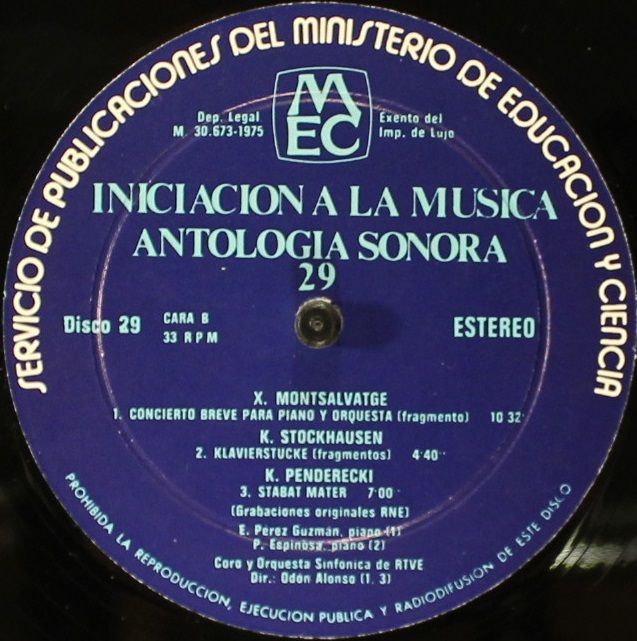 SERVICIO DE PUBLICACIONES DEL MINISTERIO DE EDUCACION Y CIENCIA
MEC
Dep. Legal
M. 30.673-1975
Exento del
Imp. de Lujo
INICIACION A LA MUSICA
ANTOLOGIA SONORA
29
Disco 29
CARA B
33 RPM
ESTEREO
X. MONTSALVATGE
1. CONCIERTO BREVE PARA PIANO Y ORQUESTA (fragmento) 10 32''
K. STOCKHAUSEN
2. KLAVIERSTUCKE (fragmentos) 4'40''
K. PENDERECKI
3. STABAT MATER 7'00''
(Grabaciones originales RNE)
E. Pérez Guzmán, piano (1)
P. Espinosa, piano (2)
Coro y Orquesta Sinfonica de RTVE
Dir.: Odón Alonso (1, 3)
PROHIBIDA LA REPRODUCCION, EJECUCION PUBLICA Y RADIODIFUSION DE ESTE DISCO